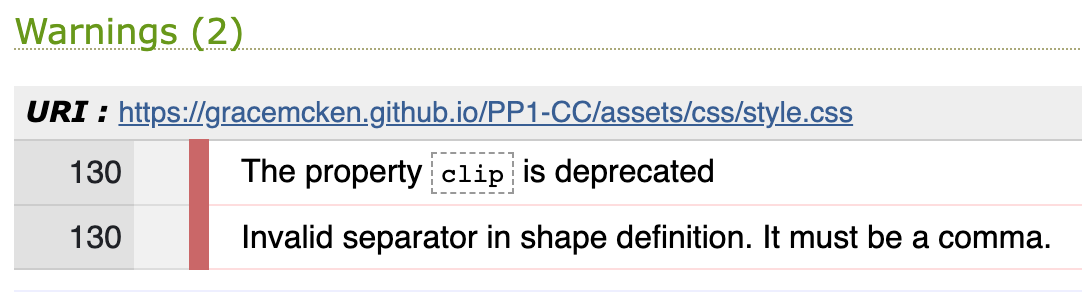 Warnings (2)
URI : https://gracemcken.github.io/PP1-CC/assets/css/style.css
130 The property clip is deprecated
130 Invalid separator in shape definition. It must be a comma.